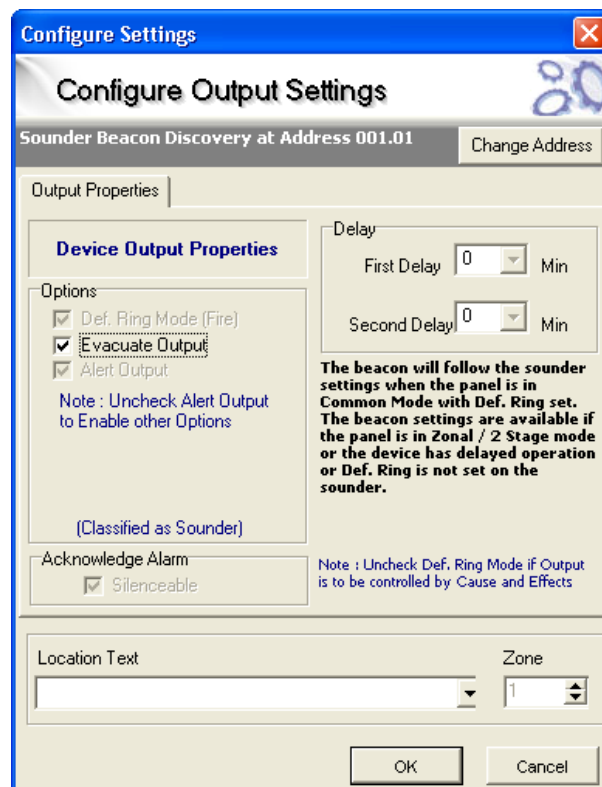 Configure Settings
Configure Output Settings
Sounder Beacon Discovery at Address 001.01
Change Address
Output Properties
Device Output Properties
Options
Def. Ring Mode (Fire)
Evacuate Output
Alert Output
Note : Uncheck Alert Output
to Enable other Options
(Classified as Sounder)
Acknowledge Alarm
Silenceable
Delay
First Delay 0 Min
Second Delay 0 Min
The beacon will follow the sounder
settings when the panel is in
Common Mode with Def. Ring set.
The beacon settings are available if
the panel is in Zonal / 2 Stage mode
or the device has delayed operation
or Def. Ring is not set on the
sounder.
Note : Uncheck Def. Ring Mode if Output
is to be controlled by Cause and Effects
Location Text
Zone
1
OK
Cancel